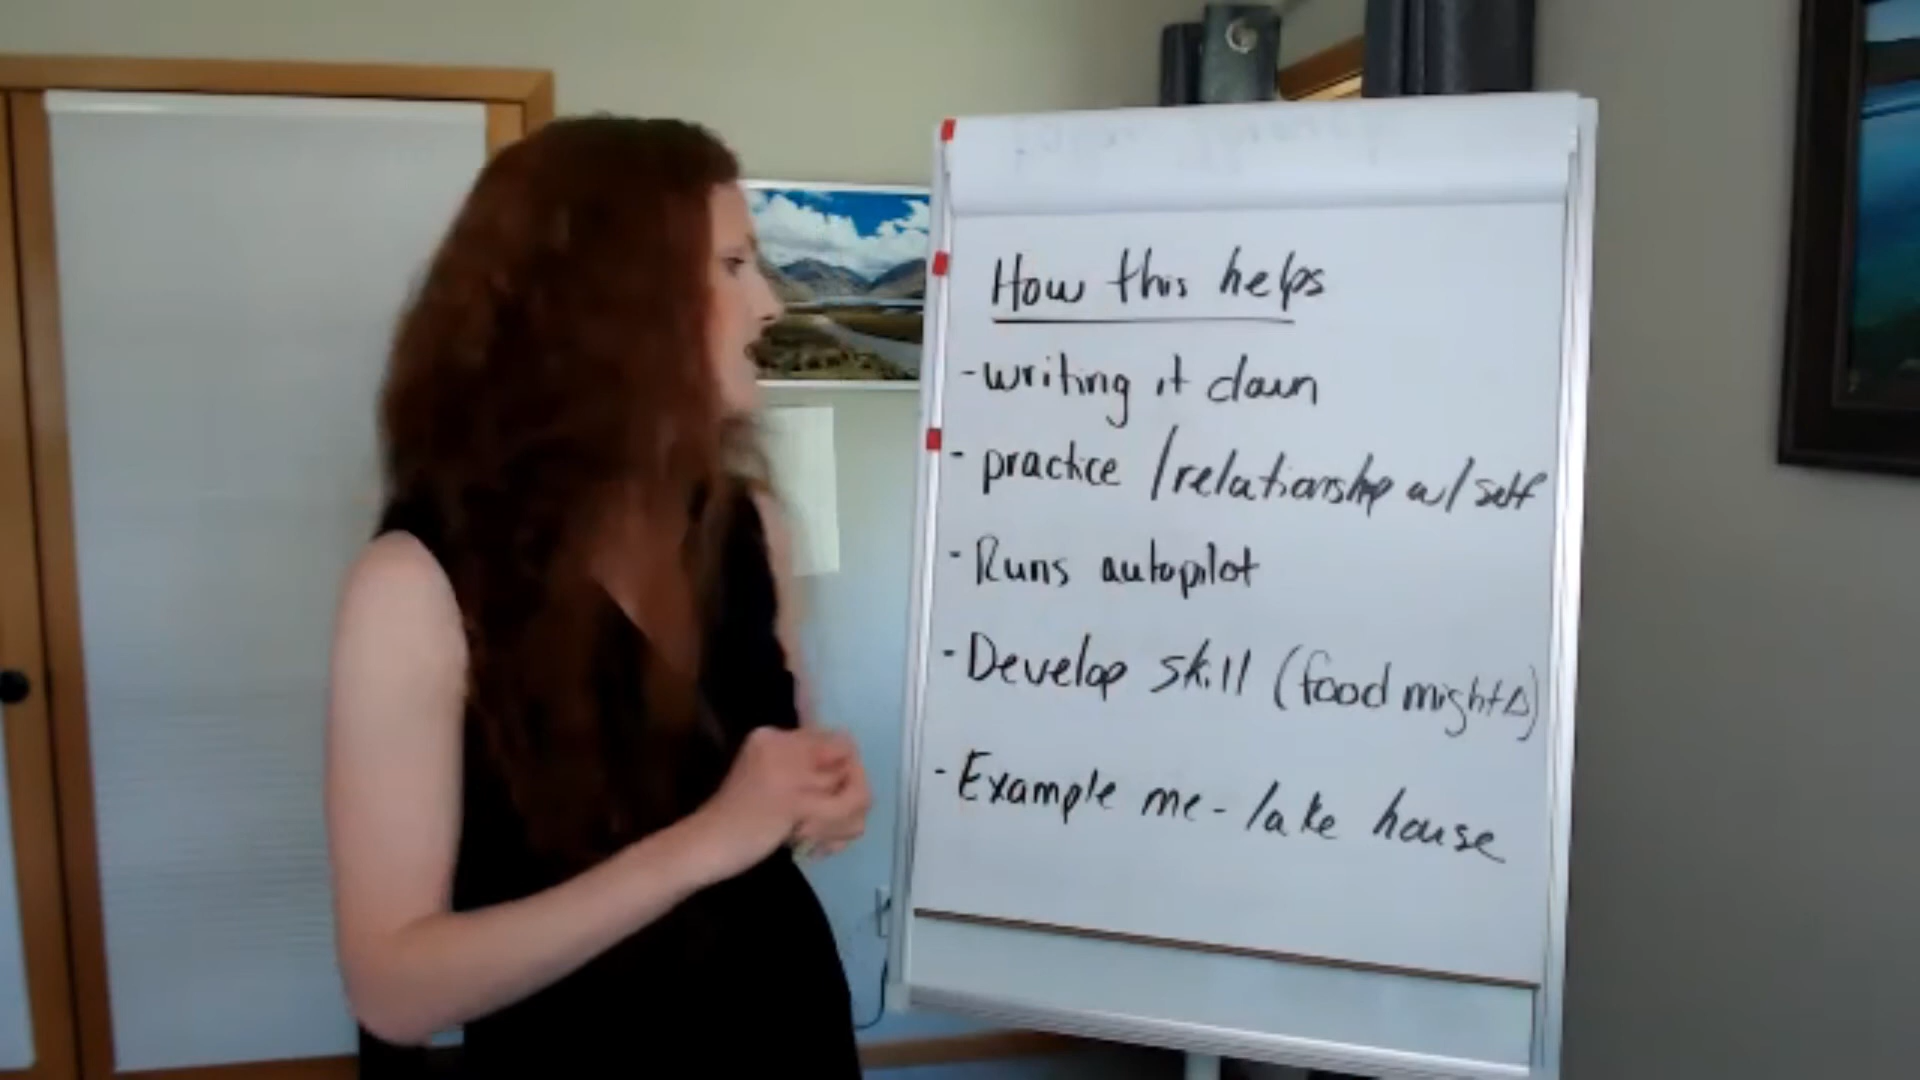 How this helps
- writing it down
- practice / relationship w/ self
- Runs autopilot
- Develop skill (food might Δ)
- Example me - lake house